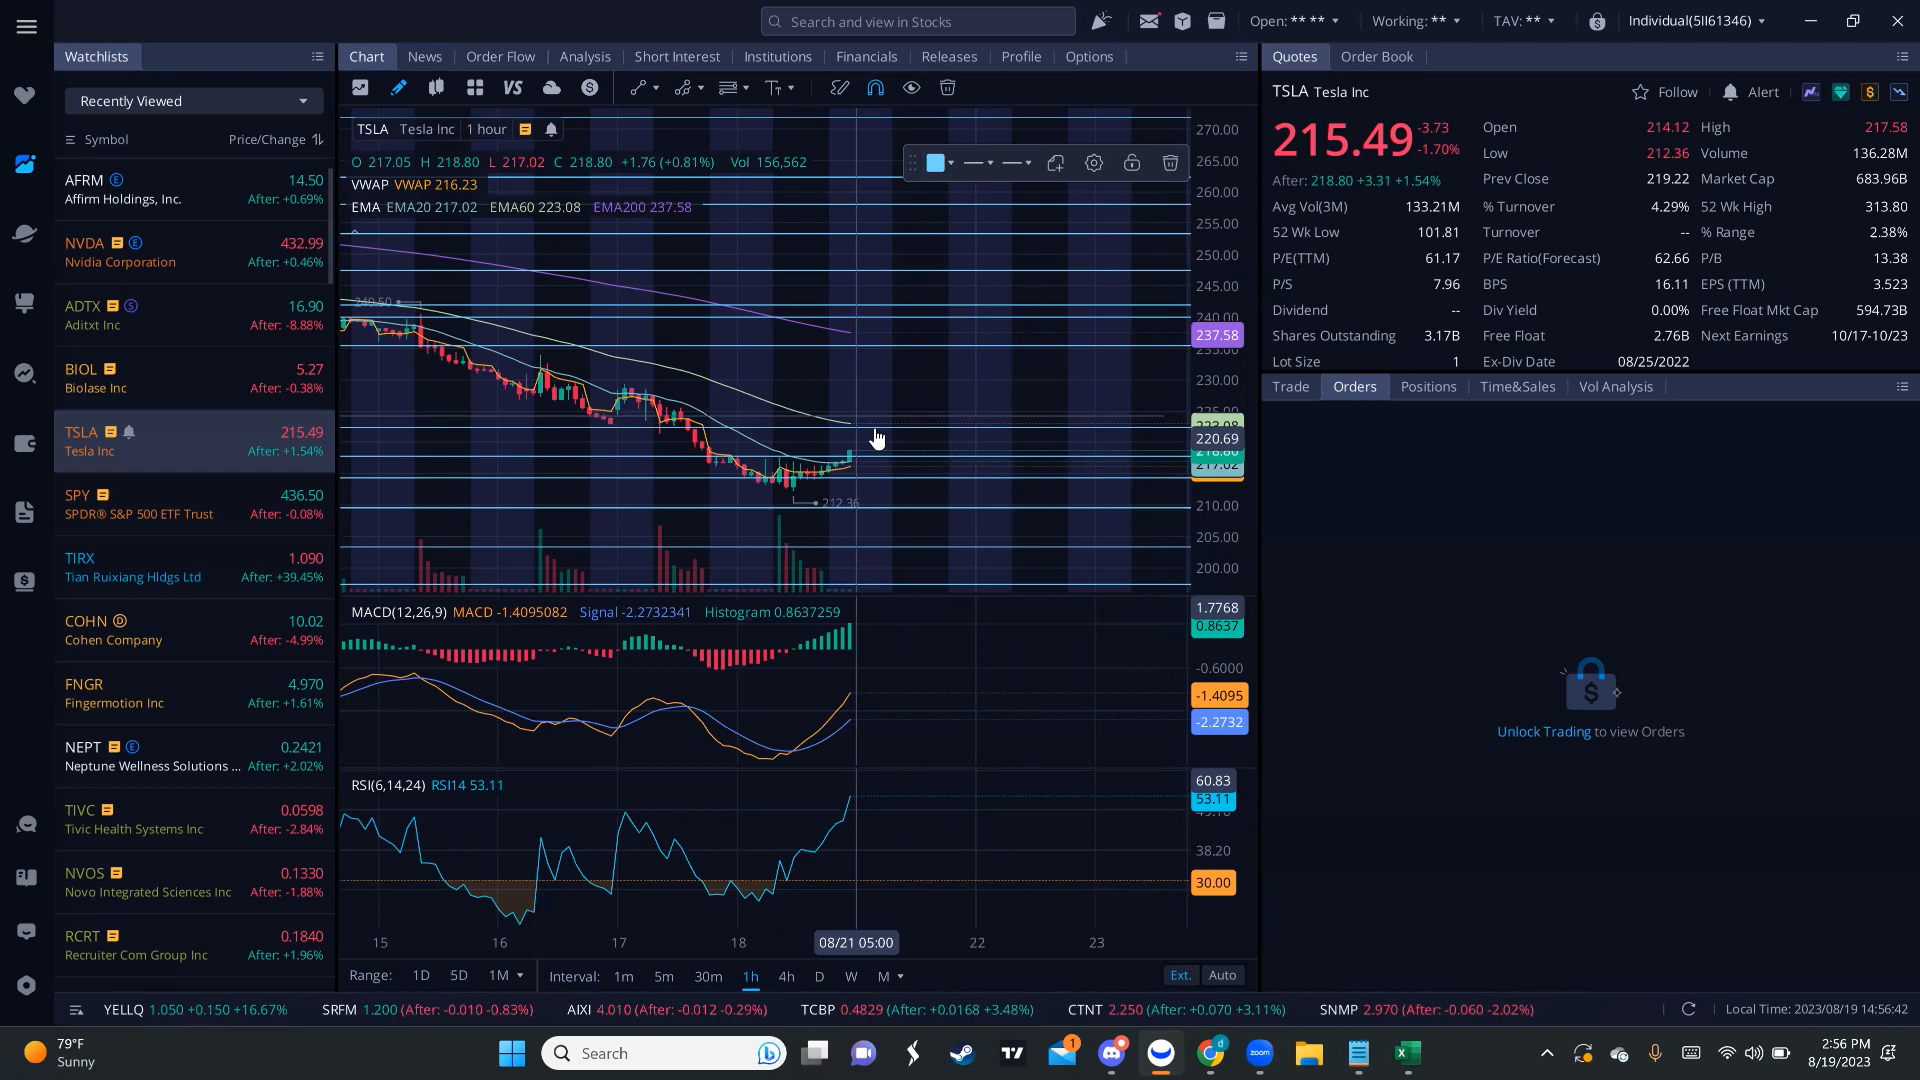 Search and view in Stocks
Open: ** **
Working: **
TAV: **
Individual(5II61346)
Watchlists
Recently Viewed
Symbol Price/Change
AFRM E 14.50
Affirm Holdings, Inc. After: +0.69%
NVDA E 432.99
Nvidia Corporation After: +0.46%
ADTX S 16.90
Aditxt Inc After: -8.88%
BIOL 5.27
Biolase Inc After: -0.38%
TSLA 215.49
Tesla Inc After: +1.54%
SPY 436.50
SPDR® S&P 500 ETF Trust After: -0.08%
TIRX 1.090
Tian Ruixiang Hldgs Ltd After: +39.45%
COHN D 10.02
Cohen Company After: -4.99%
FNGR 4.970
Fingermotion Inc After: +1.61%
NEPT E 0.2421
Neptune Wellness Solutions ... After: +2.02%
TIVC 0.0598
Tivic Health Systems Inc After: -2.84%
NVOS 0.1330
Novo Integrated Sciences Inc After: -1.88%
RCRT 0.1840
Recruiter Com Group Inc After: +1.96%
Chart News Order Flow Analysis Short Interest Institutions Financials Releases Profile Options
VS
TSLA Tesla Inc 1 hour
O 217.05 H 218.80 L 217.02 C 218.80 +1.76 (+0.81%) Vol 156,562
VWAP VWAP 216.23
EMA EMA20 217.02 EMA60 223.08 EMA200 237.58
240.50
212.36
270.00
265.00
260.00
255.00
250.00
245.00
240.00
237.58
235.00
230.00
225.00
223.08
220.69
218.80
217.02
210.00
205.00
200.00
MACD(12,26,9) MACD -1.4095082 Signal -2.2732341 Histogram 0.8637259
1.7768
0.8637
-0.6000
-1.4095
-2.2732
RSI(6,14,24) RSI14 53.11
60.83
53.11
38.20
30.00
15 16 17 18 08/21 05:00 22 23
Range: 1D 5D 1M Interval: 1m 5m 30m 1h 4h D W M Ext. Auto
Quotes Order Book
TSLA Tesla Inc Follow Alert
215.49 -3.73
-1.70%
After: 218.80 +3.31 +1.54%
Open 214.12 High 217.58
Low 212.36 Volume 136.28M
Prev Close 219.22 Market Cap 683.96B
Avg Vol(3M) 133.21M % Turnover 4.29% 52 Wk High 313.80
52 Wk Low 101.81 Turnover -- % Range 2.38%
P/E(TTM) 61.17 P/E Ratio(Forecast) 62.66 P/B 13.38
P/S 7.96 BPS 16.11 EPS (TTM) 3.523
Dividend -- Div Yield 0.00% Free Float Mkt Cap 594.73B
Shares Outstanding 3.17B Free Float 2.76B Next Earnings 10/17-10/23
Lot Size 1 Ex-Div Date 08/25/2022
Trade Orders Positions Time&Sales Vol Analysis
Unlock Trading to view Orders
YELLQ 1.050 +0.150 +16.67% SRFM 1.200 (After: -0.010 -0.83%) AIXI 4.010 (After: -0.012 -0.29%) TCBP 0.4829 (After: +0.0168 +3.48%) CTNT 2.250 (After: +0.070 +3.11%) SNMP 2.970 (After: -0.060 -2.02%) Local Time: 2023/08/19 14:56:42
79°F
Sunny
Search
1
2:56 PM
8/19/2023